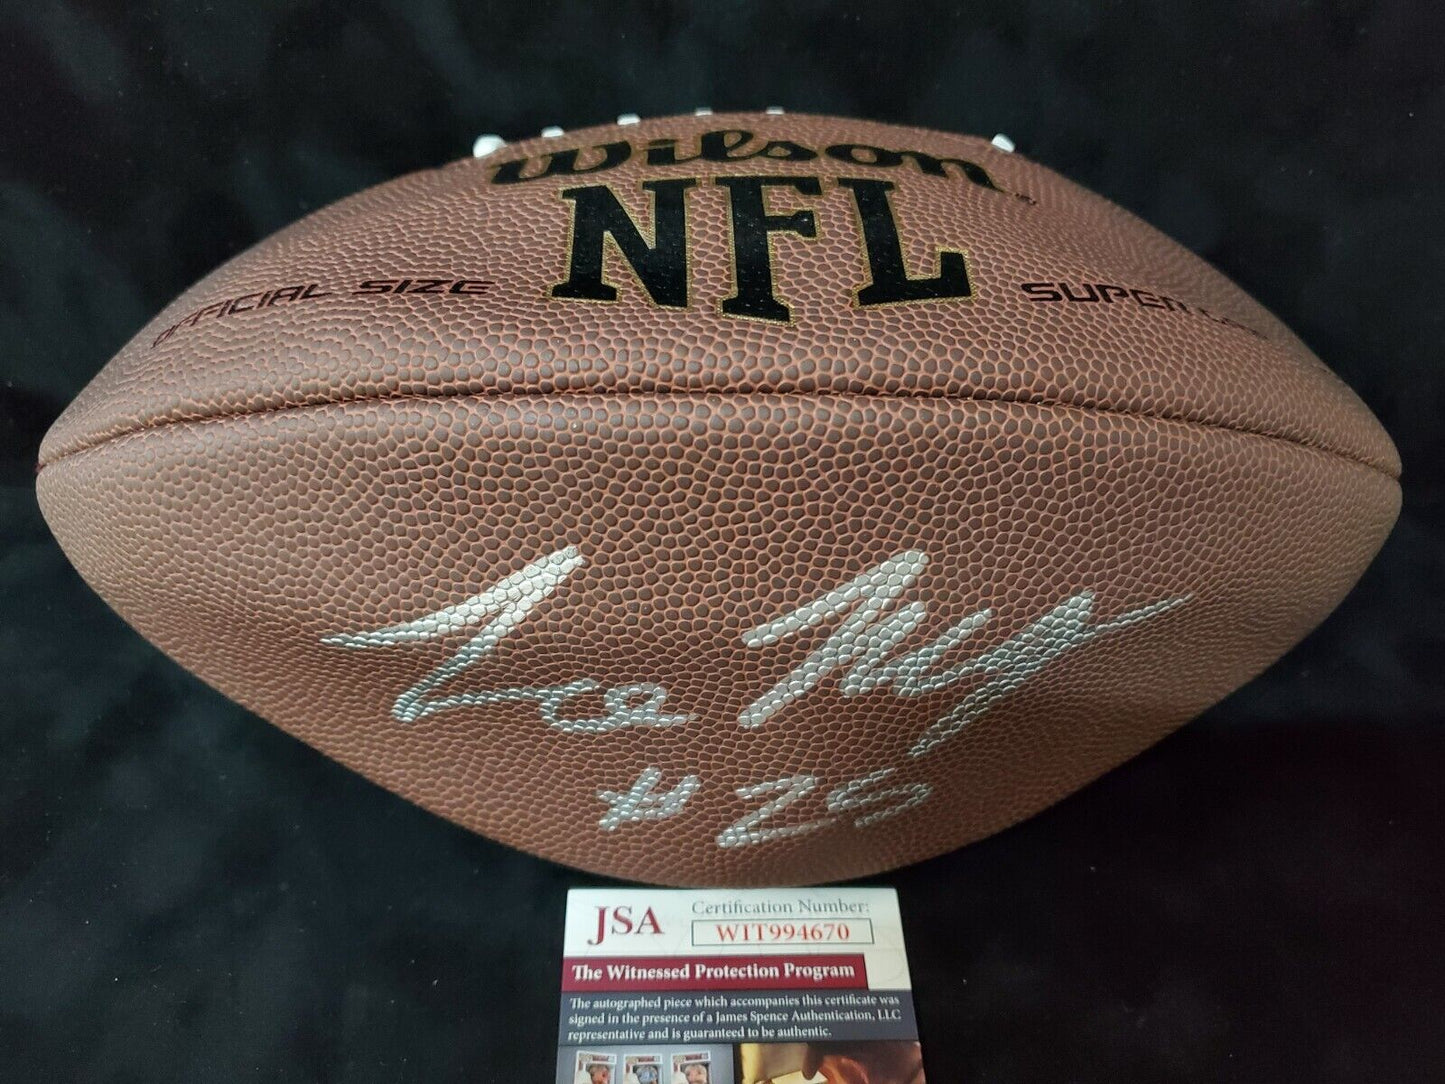 Wilson
NFL
OFFICIAL SIZE
SUPER
#25
JSA
Certification Number:
WIT994670
The Witnessed Protection Program
The autographed piece which accompanies this certificate was
signed in the presence of a James Spence Authentication, LLC
representative and is guaranteed to be authentic.